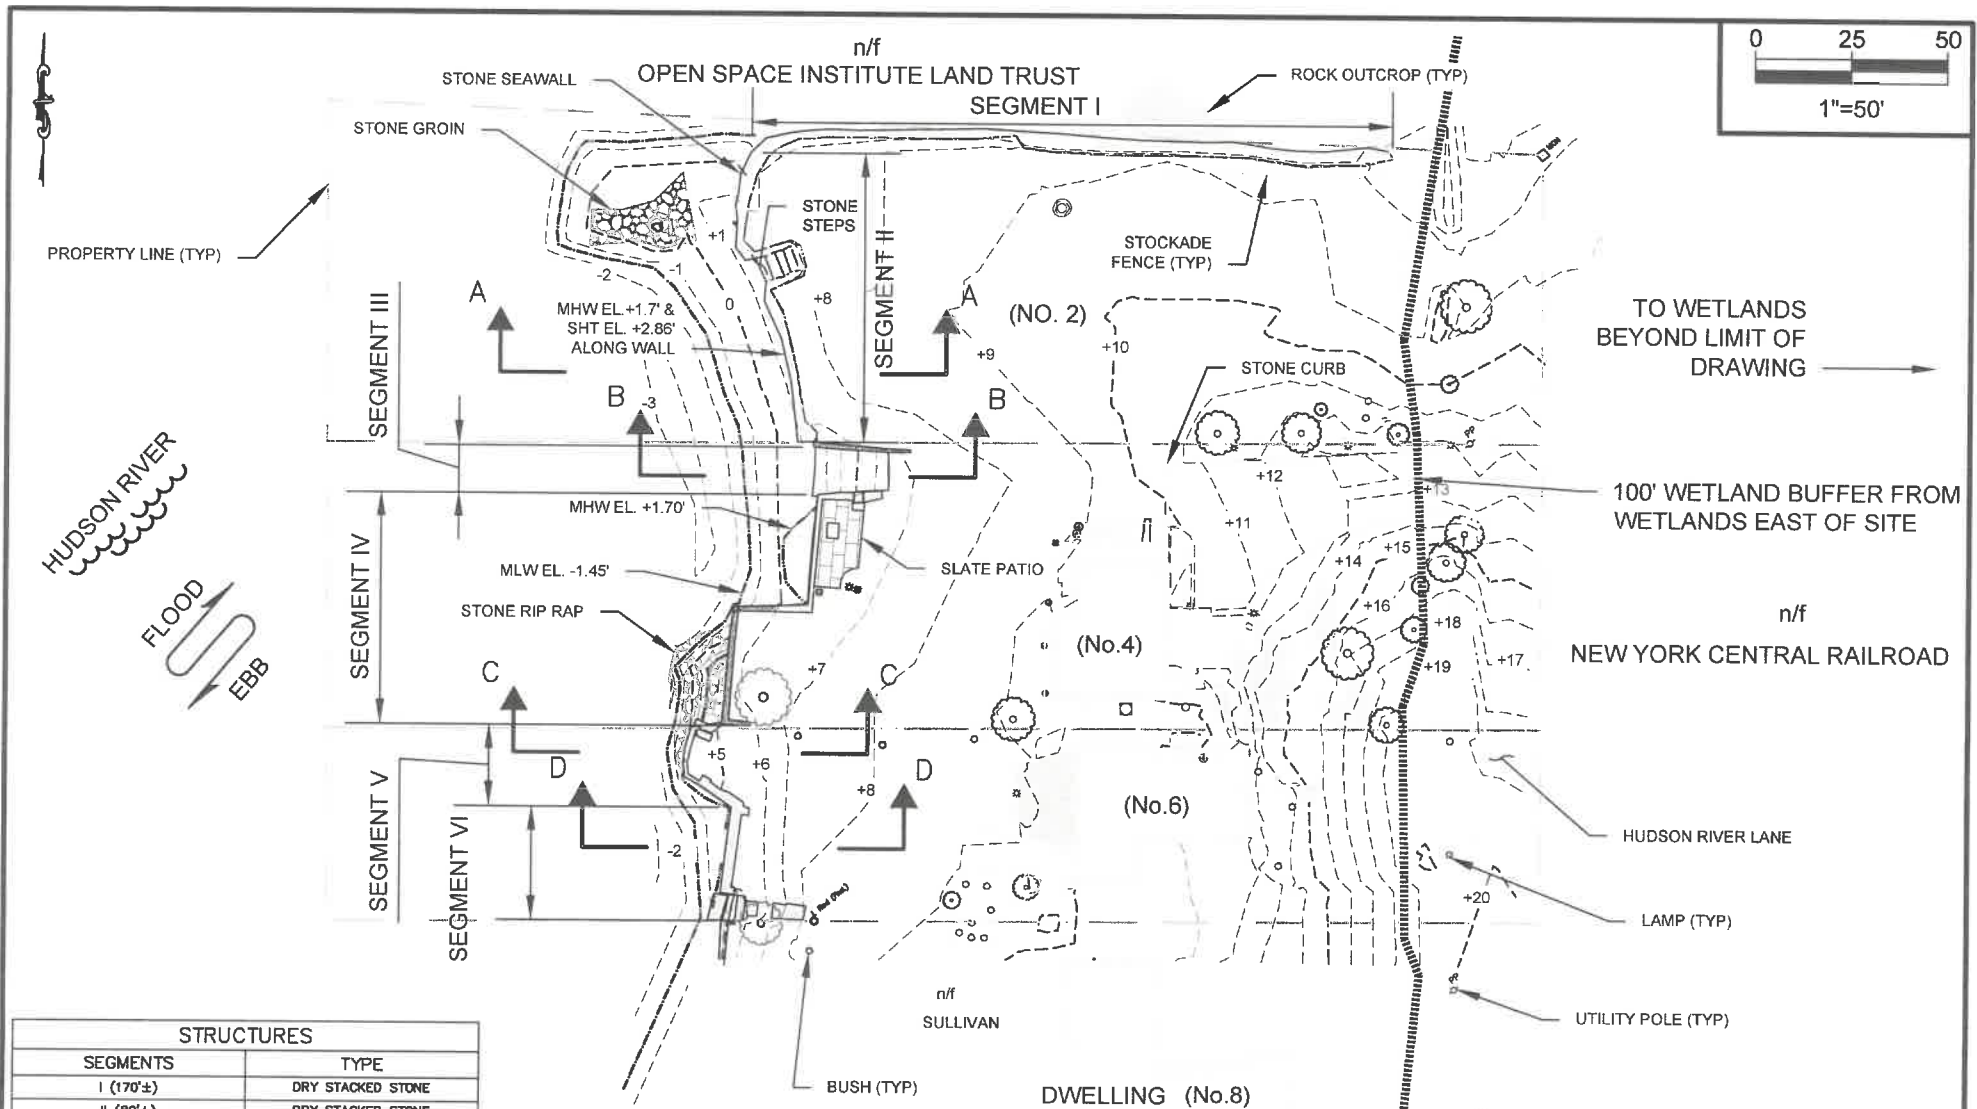 0 25 50
1"=50'
n/f
OPEN SPACE INSTITUTE LAND TRUST
SEGMENT I
STONE SEAWALL
ROCK OUTCROP (TYP)
STONE GROIN
STONE
STEPS
SEGMENT II
STOCKADE
FENCE (TYP)
PROPERTY LINE (TYP)
+1
-1
-2
0
+8
SEGMENT III
A
A
MHW EL.+1.7' &
SHT EL. +2.86'
ALONG WALL
(NO. 2)
+10
+9
TO WETLANDS
BEYOND LIMIT OF
DRAWING
STONE CURB
B
-3
B
HUDSON RIVER
+12
+13
100' WETLAND BUFFER FROM
WETLANDS EAST OF SITE
MHW EL. +1.70'
+11
SEGMENT IV
+15
+14
MLW EL. -1.45'
SLATE PATIO
STONE RIP RAP
+16
FLOOD
EBB
n/f
NEW YORK CENTRAL RAILROAD
+18
(No.4)
+19
+17
+7
C
C
+5
+6
D
D
+8
(No.6)
SEGMENT V
SEGMENT VI
-2
HUDSON RIVER LANE
+20
LAMP (TYP)
n/f
SULLIVAN
UTILITY POLE (TYP)
BUSH (TYP)
DWELLING (No.8)
STRUCTURES
SEGMENTS TYPE
I (170'±) DRY STACKED STONE
DRY STACKED STONE